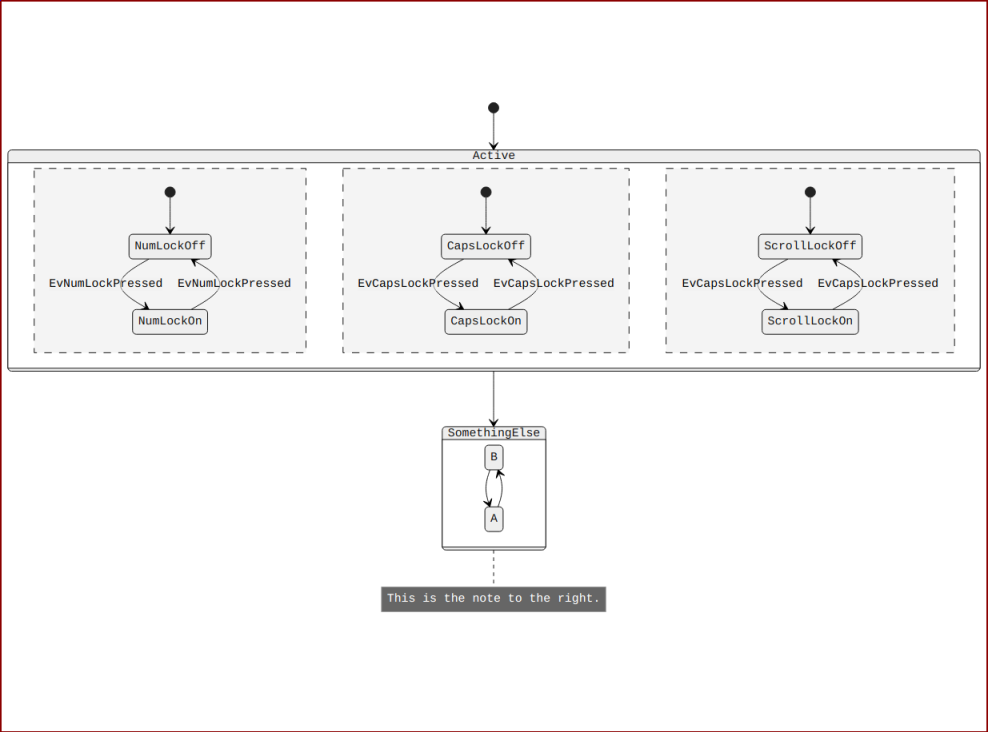 Active
NumLockOff
CapsLockOff
ScrollLockOff
EvNumLockPressed
EvNumLockPressed
EvCapsLockPressed
EvCapsLockPressed
EvCapsLockPressed
EvCapsLockPressed
NumLockOn
CapsLockOn
ScrollLockOn
SomethingElse
B
A
This is the note to the right.